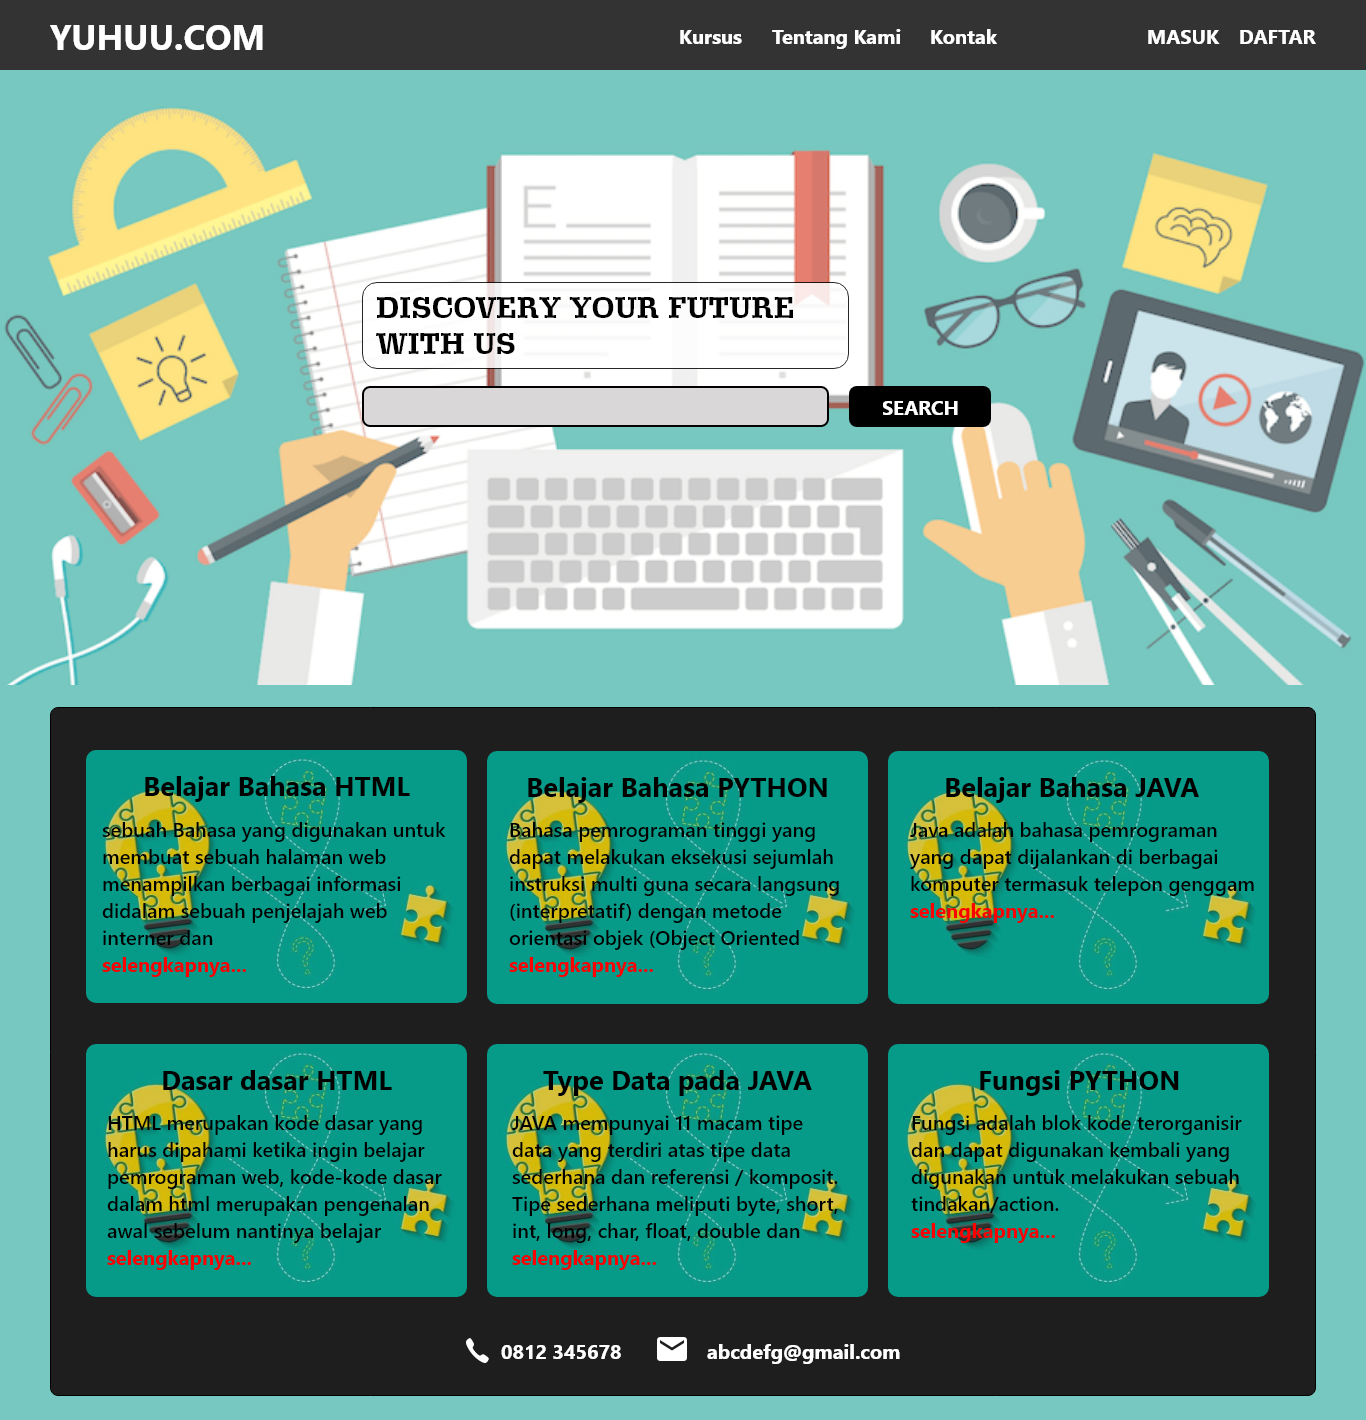 YUHUU.COM
Kursus Tentang Kami Kontak
MASUK DAFTAR
E
DISCOVERY YOUR FUTURE
WITH US
SEARCH
Belajar Bahasa HTML
sebuah Bahasa yang digunakan untuk
membuat sebuah halaman web
menampilkan berbagai informasi
didalam sebuah penjelajah web
interner dan
selengkapnya...
Belajar Bahasa PYTHON
Bahasa pemrograman tinggi yang
dapat melakukan eksekusi sejumlah
instruksi multi guna secara langsung
(interpretatif) dengan metode
orientasi objek (Object Oriented
selengkapnya...
Belajar Bahasa JAVA
Java adalah bahasa pemrograman
yang dapat dijalankan di berbagai
komputer termasuk telepon genggam
selengkapnya...
Dasar dasar HTML
HTML merupakan kode dasar yang
harus dipahami ketika ingin belajar
pemrograman web, kode-kode dasar
dalam html merupakan pengenalan
awal sebelum nantinya belajar
selengkapnya...
Type Data pada JAVA
JAVA mempunyai 11 macam tipe
data yang terdiri atas tipe data
sederhana dan referensi / komposit.
Tipe sederhana meliputi byte, short,
int, long, char, float, double dan
selengkapnya...
Fungsi PYTHON
Fungsi adalah blok kode terorganisir
dan dapat digunakan kembali yang
digunakan untuk melakukan sebuah
tindakan/action.
selengkapnya...
0812 345678
abcdefg@gmail.com